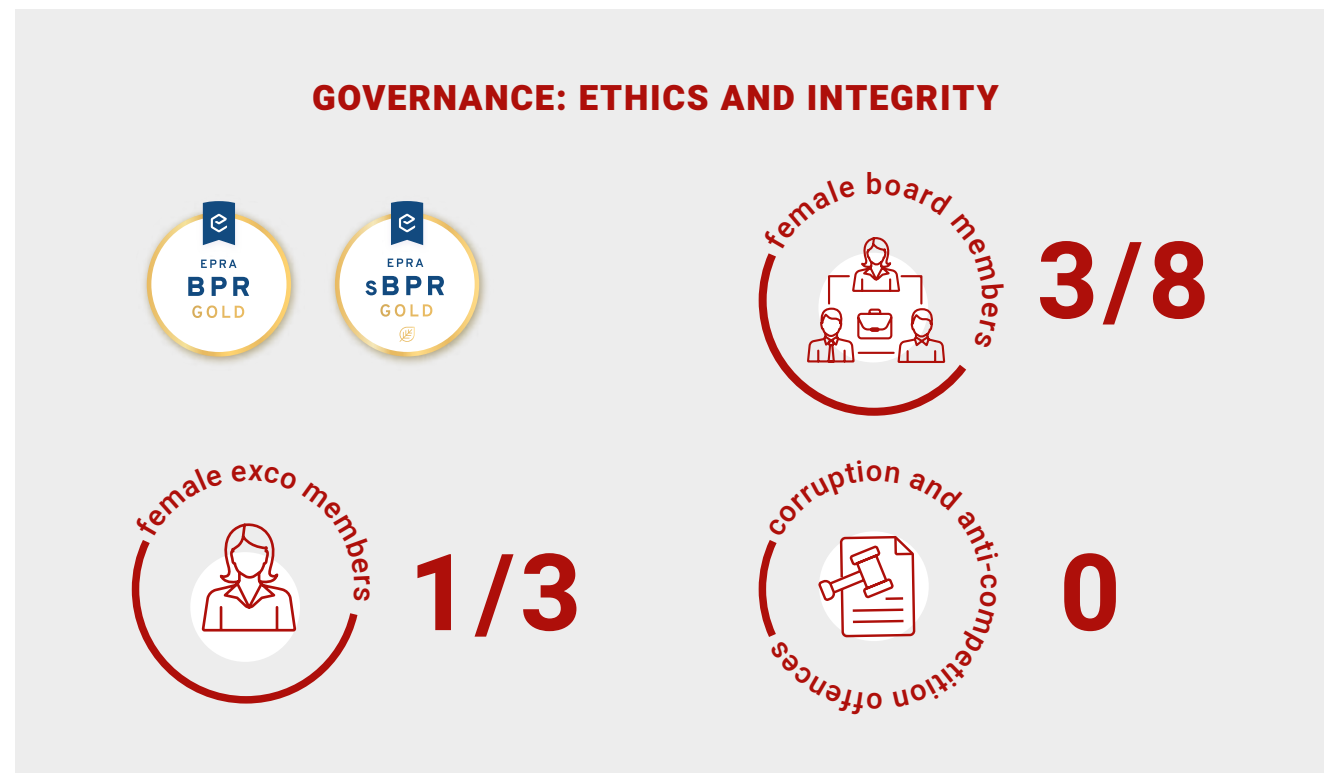 GOVERNANCE: ETHICS AND INTEGRITY
EPRA
BPR
GOLD
EPRA
sBPR
GOLD
female board members
3/8
female exco members
1/3
corruption and anti-competition offences
0